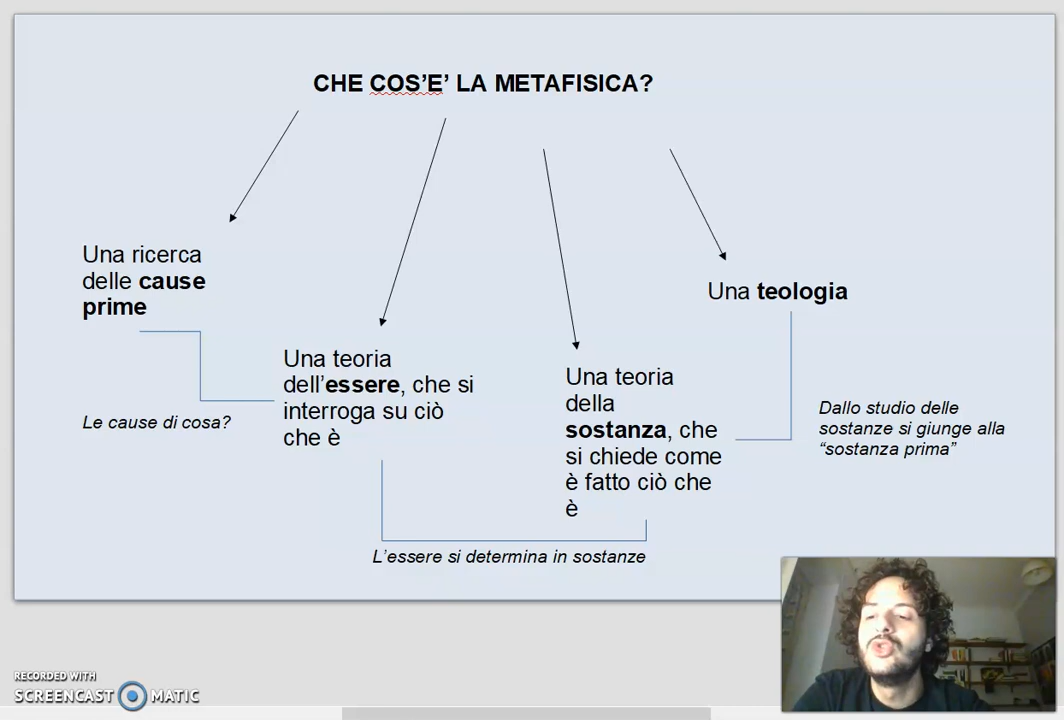 CHE COS’E’ LA METAFISICA?
Una ricerca
delle cause
prime
Una teoria
dell’essere, che si
interroga su ciò
che è
Una teoria
della
sostanza, che
si chiede come
è fatto ciò che
è
Una teologia
Le cause di cosa?
Dallo studio delle
sostanze si giunge alla
“sostanza prima”
L’essere si determina in sostanze
RECORDED WITH
SCREENCAST MATIC